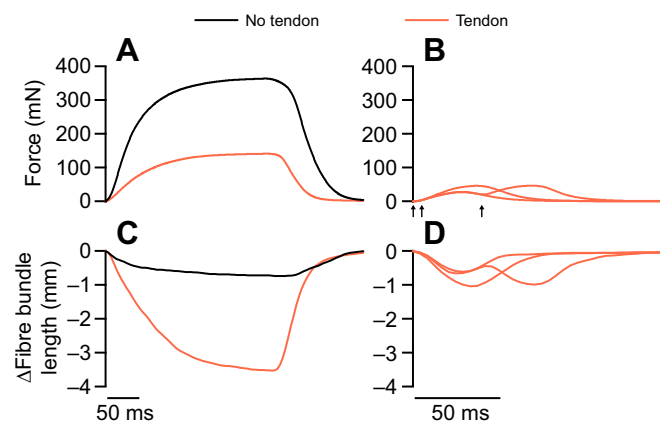 No tendon Tendon
A B
400 400
300 300
200 200
100 100
0 0
Force (mN)
C D
0 0
–1 –1
–2 –2
–3 –3
–4 –4
ΔFibre bundle
length (mm)
50 ms 50 ms